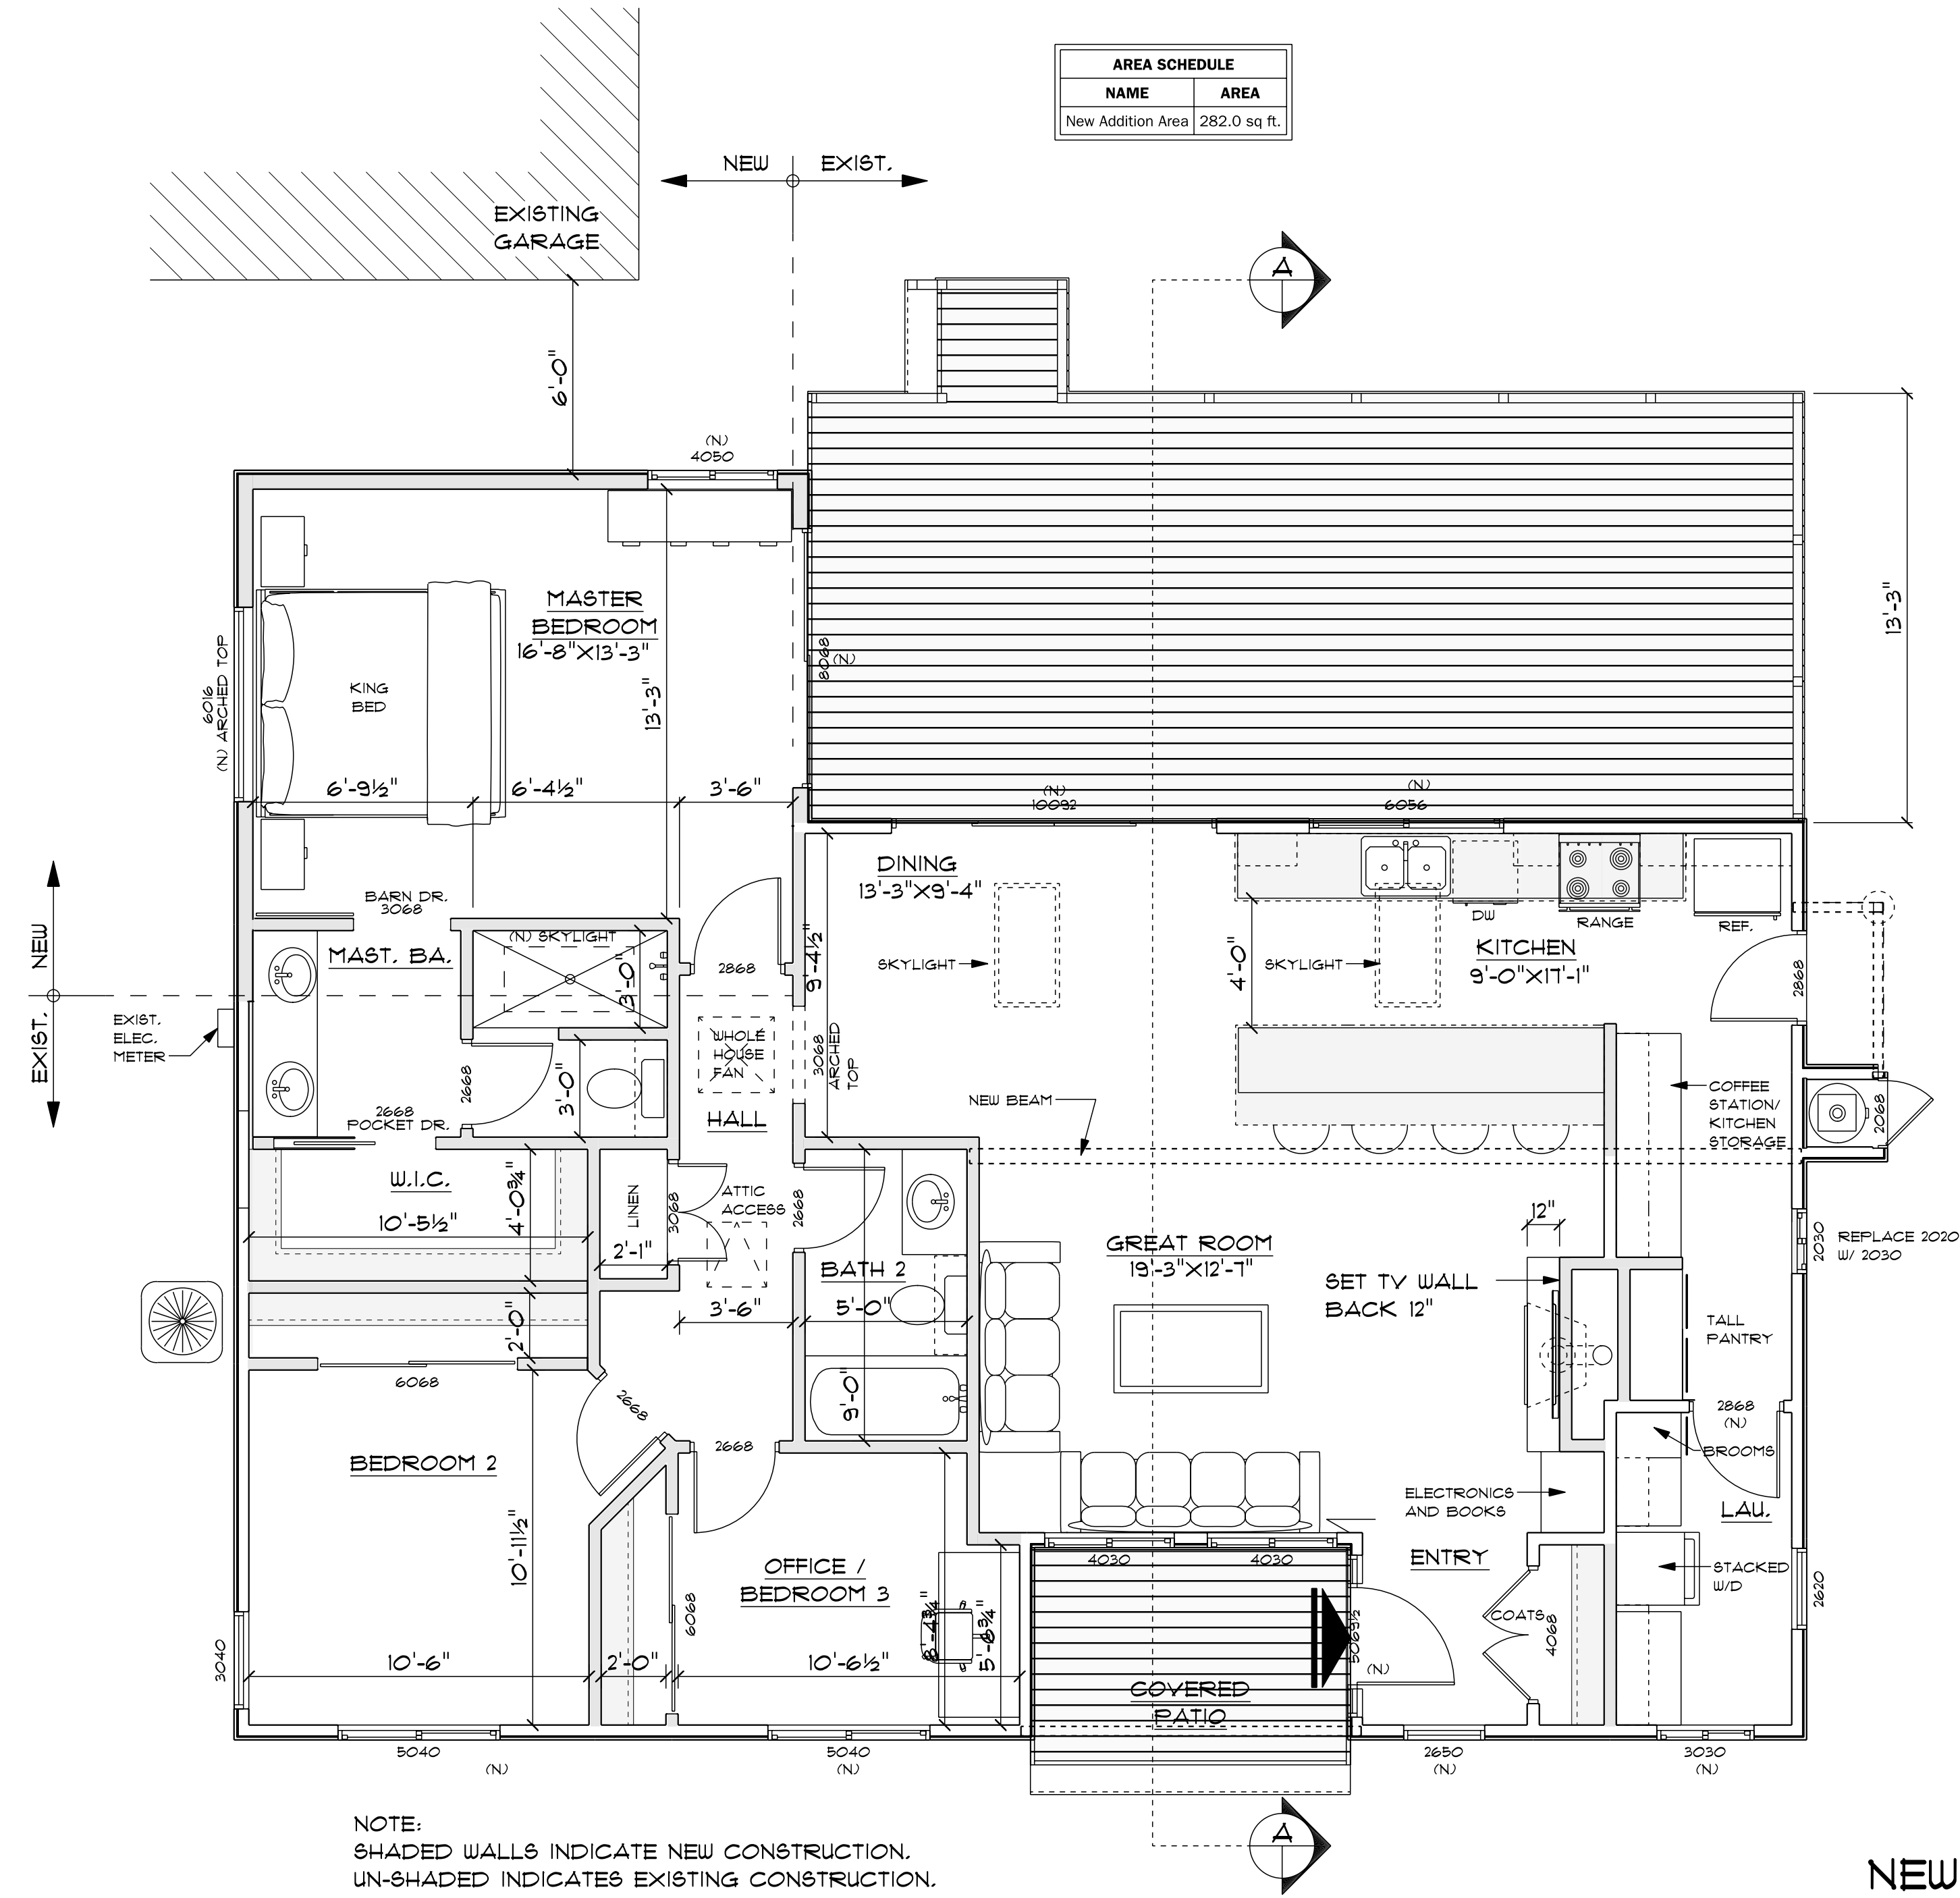 AREA SCHEDULE
NAME AREA
New Addition Area 282.0 sq ft.
NEW EXIST.
EXISTING
GARAGE
A
6'-0"
(N)
4050
13'-3"
MASTER
BEDROOM
16'-8"X13'-3"
KING
BED
13'-3"
6016
(N) ARCHED TOP
8068
(N)
6'-9½"
6'-4½"
3'-6"
(N)
10092
(N)
6056
BARN DR.
3068
DINING
13'-3"X9'-4"
DW
RANGE
REF.
NEW
EXIST.
MAST. BA.
(N) SKYLIGHT
3'-0"
2868
9'-4½"
SKYLIGHT
4'-0"
SKYLIGHT
KITCHEN
9'-0"X17'-1"
2868
EXIST.
ELEC.
METER
WHOLE
HOUSE
FAN
3068
ARCHED
TOP
2668
3'-0"
2668
POCKET DR.
HALL
NEW BEAM
COFFEE
STATION/
KITCHEN
STORAGE
2068
W.I.C.
10'-5½"
4'-0¾"
LINEN
3068
2'-1"
ATTIC
ACCESS
2668
GREAT ROOM
19'-3"X12'-7"
12"
2030
REPLACE 2020
W/ 2030
BATH 2
SET TV WALL
BACK 12"
2'-0"
3'-6"
5'-0"
TALL
PANTRY
6068
2668
9'-0"
2868
(N)
BEDROOM 2
2668
BROOMS
ELECTRONICS
AND BOOKS
LAU.
10'-11½"
OFFICE /
BEDROOM 3
4030
4030
ENTRY
STACKED
W/D
2620
6068
8'-4¾"
5'-6¾"
5069½
(N)
COATS
4068
3040
10'-6"
2'-0"
10'-6½"
COVERED
PATIO
5040
(N)
5040
(N)
2650
(N)
3030
(N)
A
NOTE:
SHADED WALLS INDICATE NEW CONSTRUCTION.
UN-SHADED INDICATES EXISTING CONSTRUCTION.
NEW